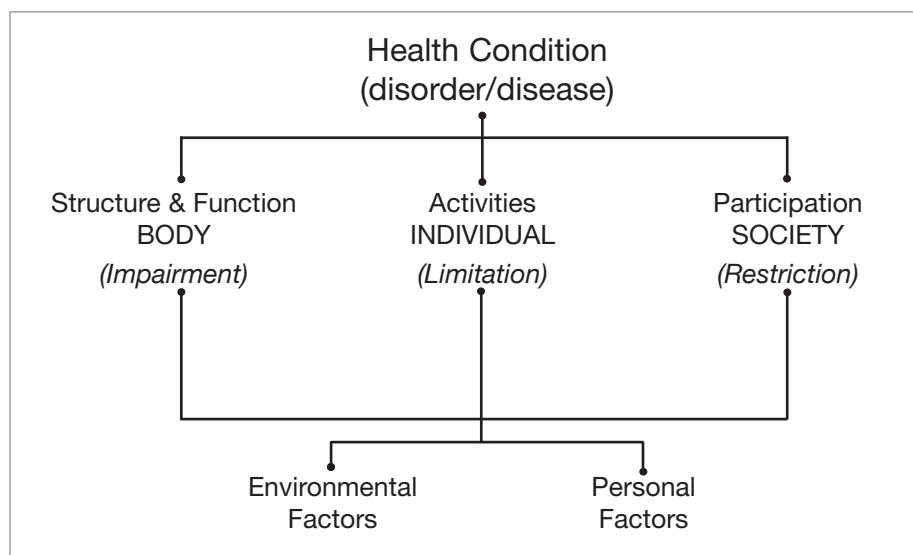 Health Condition
(disorder/disease)
Structure & Function
BODY
(Impairment)
Activities
INDIVIDUAL
(Limitation)
Participation
SOCIETY
(Restriction)
Environmental
Factors
Personal
Factors